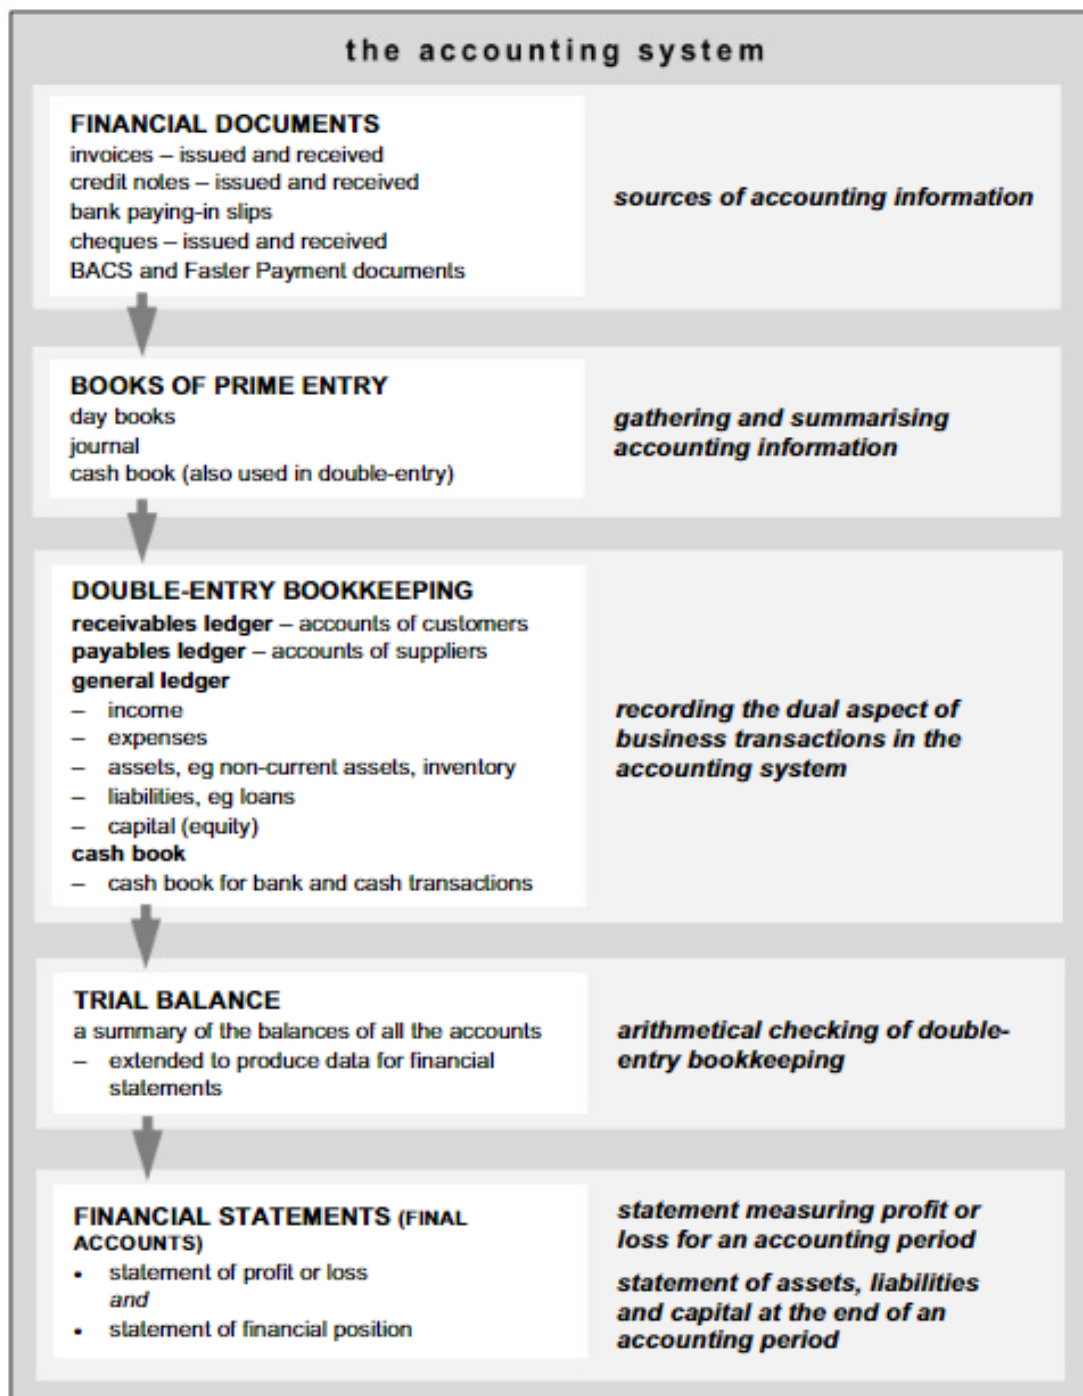 the accounting system
FINANCIAL DOCUMENTS
invoices – issued and received
credit notes – issued and received
bank paying-in slips
cheques – issued and received
BACS and Faster Payment documents
sources of accounting information
BOOKS OF PRIME ENTRY
day books
journal
cash book (also used in double-entry)
gathering and summarising
accounting information
DOUBLE-ENTRY BOOKKEEPING
receivables ledger – accounts of customers
payables ledger – accounts of suppliers
general ledger
– income
– expenses
– assets, eg non-current assets, inventory
– liabilities, eg loans
– capital (equity)
cash book
– cash book for bank and cash transactions
recording the dual aspect of
business transactions in the
accounting system
TRIAL BALANCE
a summary of the balances of all the accounts
– extended to produce data for financial
statements
arithmetical checking of double-
entry bookkeeping
FINANCIAL STATEMENTS (FINAL
ACCOUNTS)
• statement of profit or loss
and
• statement of financial position
statement measuring profit or
loss for an accounting period
statement of assets, liabilities
and capital at the end of an
accounting period